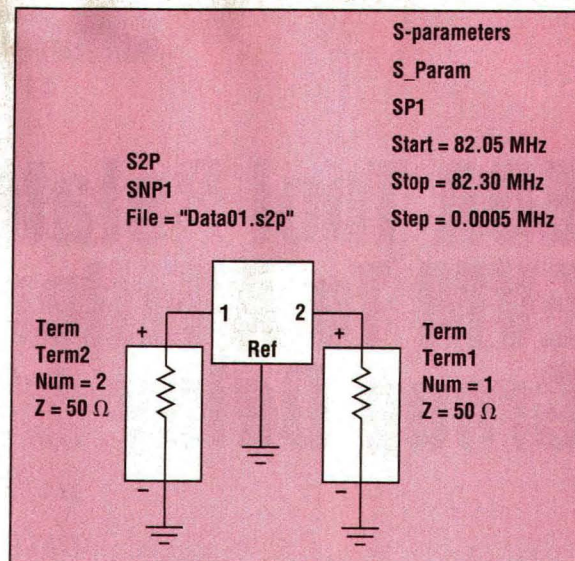 S-parameters
S_Param
SP1
Start = 82.05 MHz
Stop = 82.30 MHz
Step = 0.0005 MHz
S2P
SNP1
File = "Data01.s2p"
1 2
Ref
Term
Term2
Num = 2
Z = 50 Ω
+
−
+
−
Term
Term1
Num = 1
Z = 50 Ω